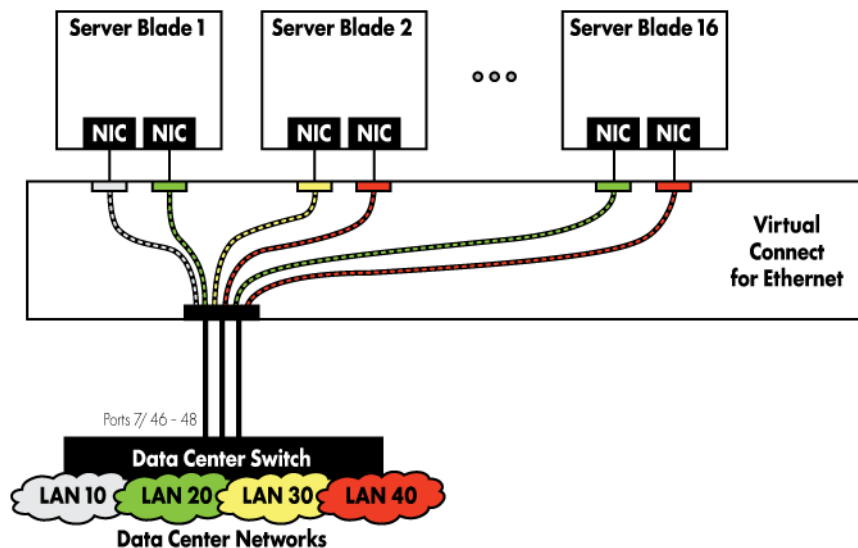 Server Blade 1
Server Blade 2
Server Blade 16
NIC
NIC
NIC
NIC
NIC
NIC
Virtual
Connect
for Ethernet
Ports 7/ 46 - 48
Data Center Switch
LAN 10
LAN 20
LAN 30
LAN 40
Data Center Networks